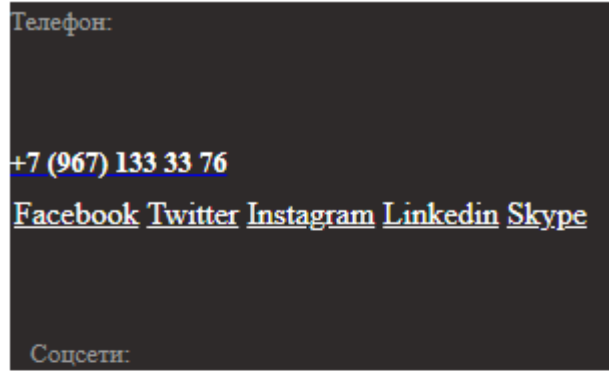 Телефон:
+7 (967) 133 33 76
Facebook Twitter Instagram Linkedin Skype
Соцсети: